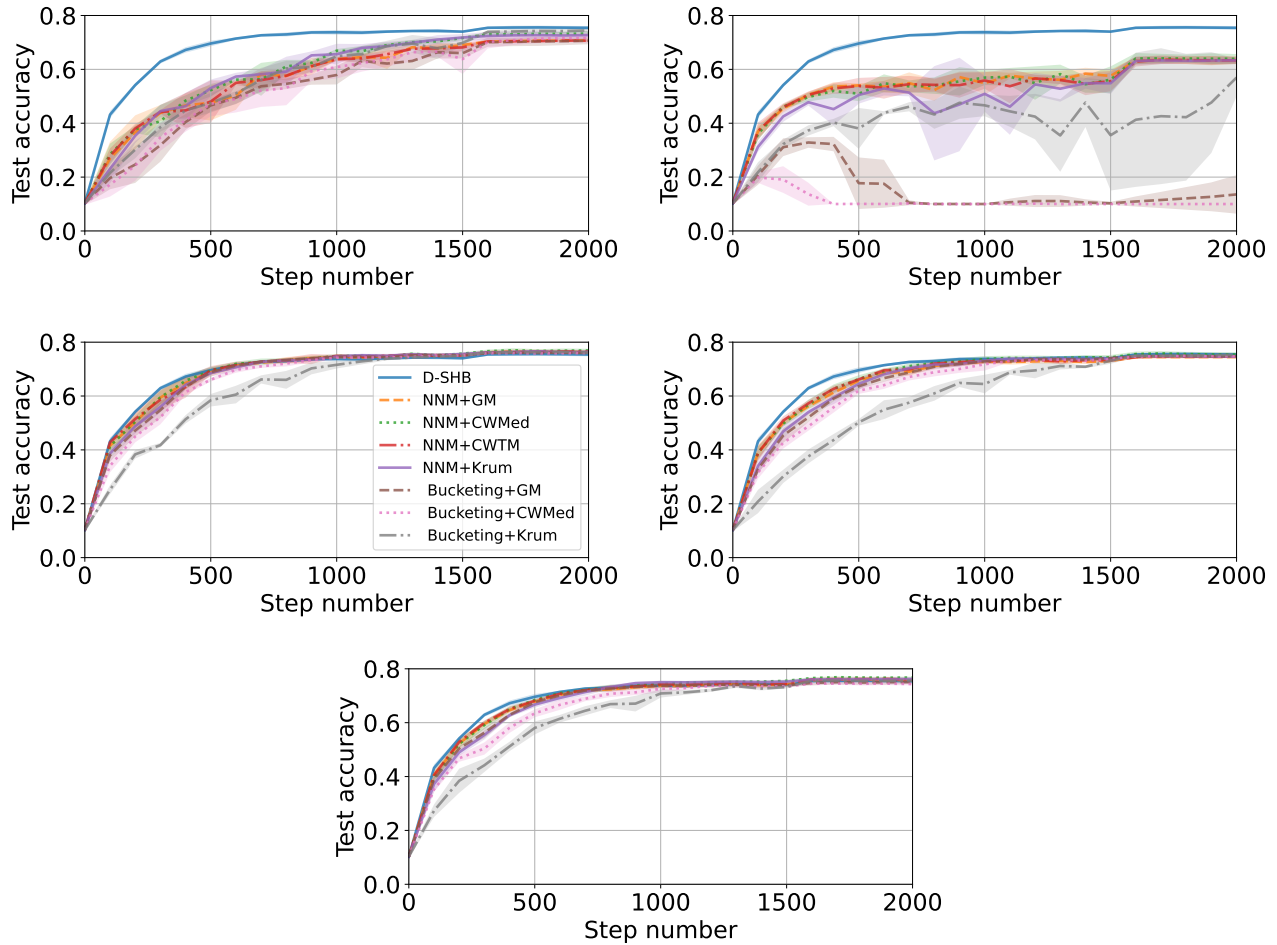 Test accuracy
0.8
0.6
0.4
0.2
0.0
0 500 1000 1500 2000
Step number
Test accuracy
0.8
0.6
0.4
0.2
0.0
0 500 1000 1500 2000
Step number
Test accuracy
0.8
0.6
0.4
0.2
0.0
0 500 1000 1500 2000
Step number
D-SHB
NNM+GM
NNM+CWMed
NNM+CWTM
NNM+Krum
Bucketing+GM
Bucketing+CWMed
Bucketing+Krum
Test accuracy
0.8
0.6
0.4
0.2
0.0
0 500 1000 1500 2000
Step number
Test accuracy
0.8
0.6
0.4
0.2
0.0
0 500 1000 1500 2000
Step number